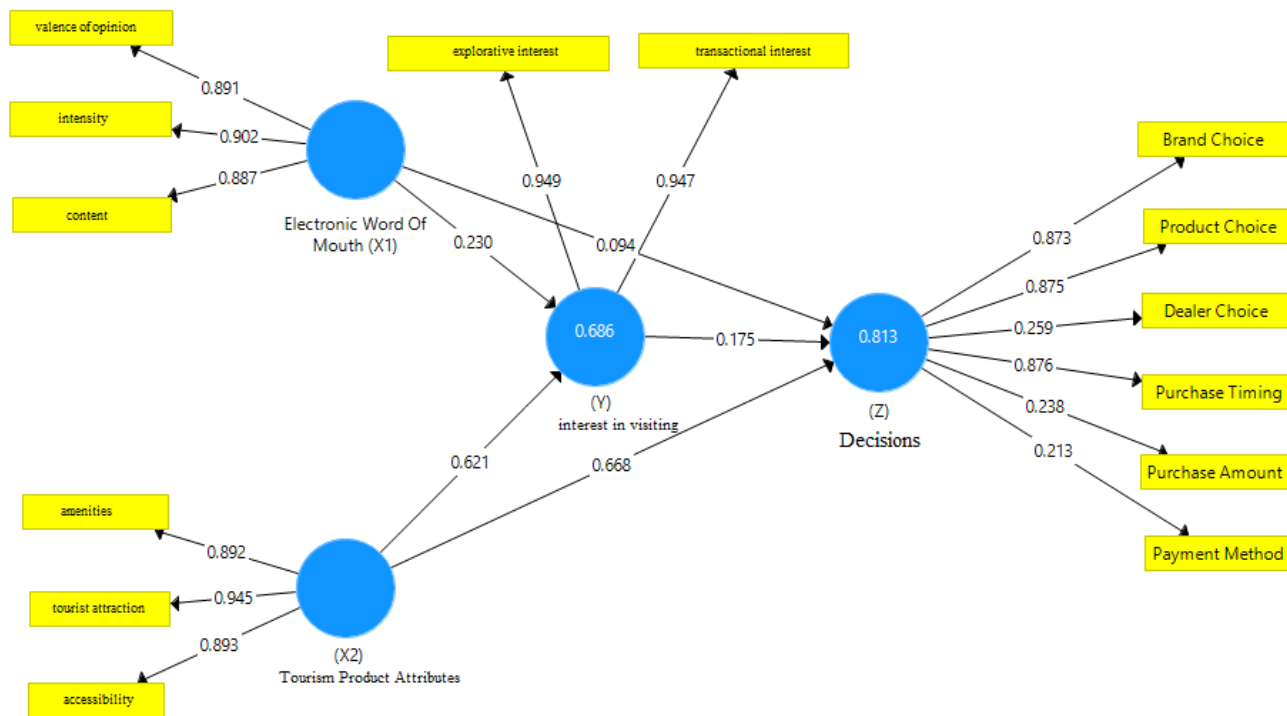 valence of opinion
explorative interest
transactional interest
0.891
intensity
0.902
0.887
content
Electronic Word Of
Mouth (X1)
0.949
0.947
0.230
0.094
Brand Choice
0.873
Product Choice
0.875
Dealer Choice
0.259
0.876
Purchase Timing
0.238
0.213
Purchase Amount
Payment Method
0.686
0.175
0.813
(Y)
interest in visiting
(Z)
Decisions
0.621
0.668
amenities
0.892
tourist attraction
0.945
0.893
accessibility
(X2)
Tourism Product Attributes